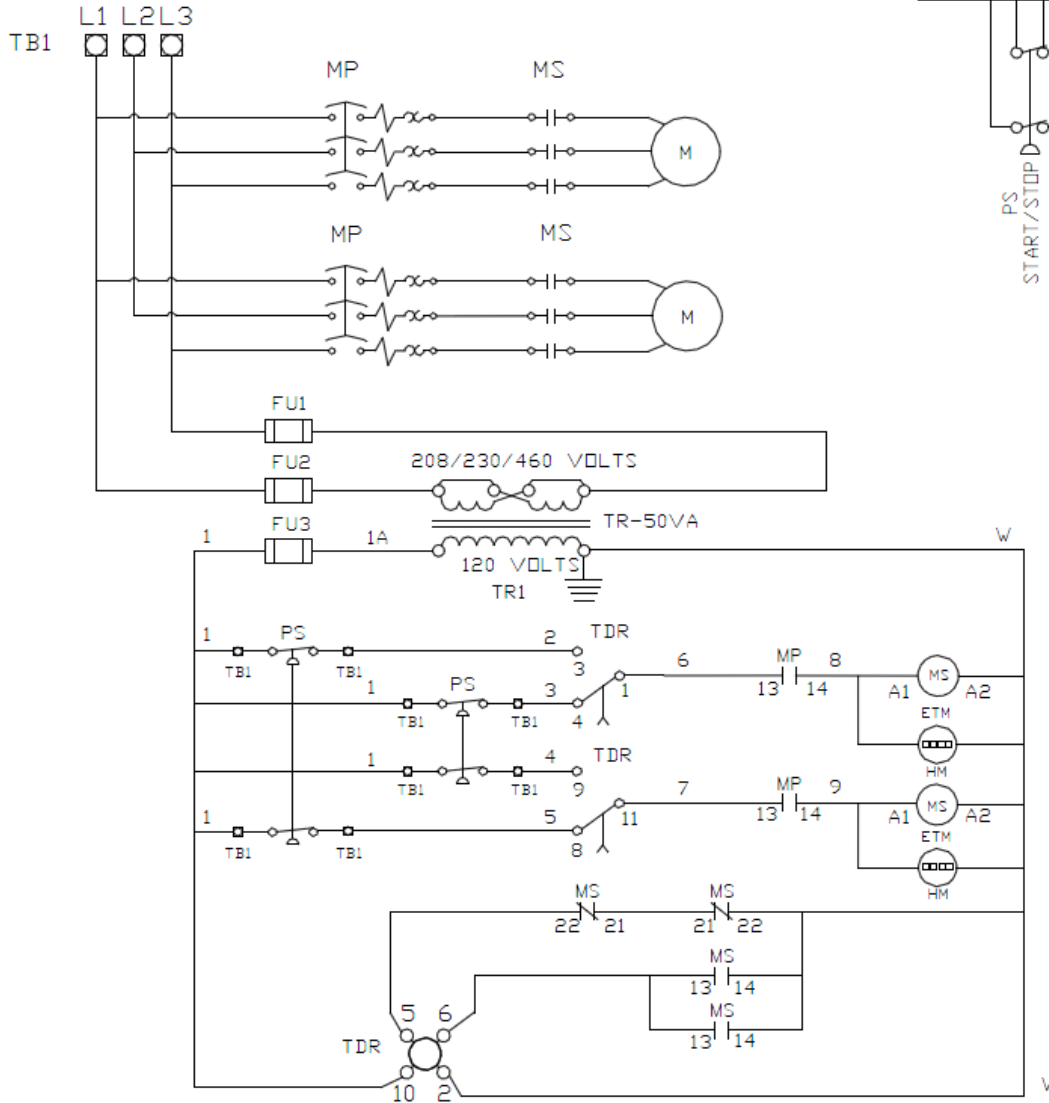 L1 L2 L3
TB1
MP MS
M
PS
START/STOP
MP MS
M
FU1
FU2 208/230/460 VOLTS
FU3 TR-50VA
1 1A W
120 VOLTS
TR1
1 PS 2 TDR
TB1 TB1 3
1 PS 3 1 6 MP 8 MS
13 14 A1 A2
TB1 TB1 4 ETM
HM
1 4 TDR
TB1 TB1 9
7 MP 9 MS
1 5 11 13 14 A1 A2
TB1 TB1 8 ETM
HM
MS MS
22 21 21 22
MS
13 14
MS
5 6 13 14
TDR
10 2